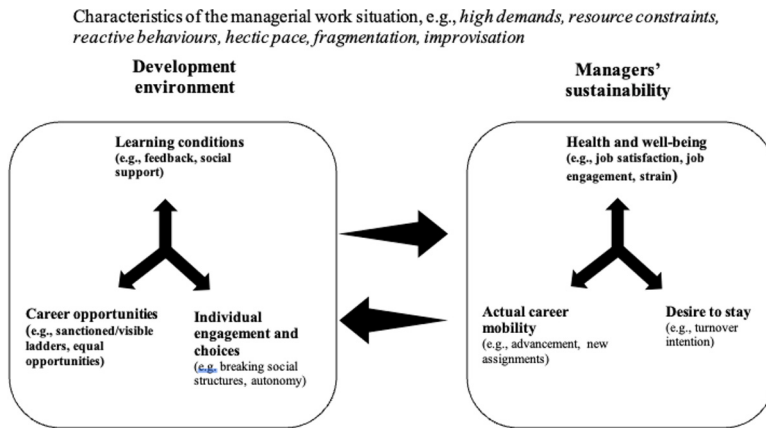 Characteristics of the managerial work situation, e.g., high demands, resource constraints,
reactive behaviours, hectic pace, fragmentation, improvisation
Development
environment
Learning conditions
(e.g., feedback, social
support)
Career opportunities
(e.g., sanctioned/visible
ladders, equal
opportunities)
Individual
engagement and
choices
(e.g. breaking social
structures, autonomy)
Managers’
sustainability
Health and well-being
(e.g., job satisfaction, job
engagement, strain)
Actual career
mobility
(e.g., advancement, new
assignments)
Desire to stay
(e.g., turnover
intention)